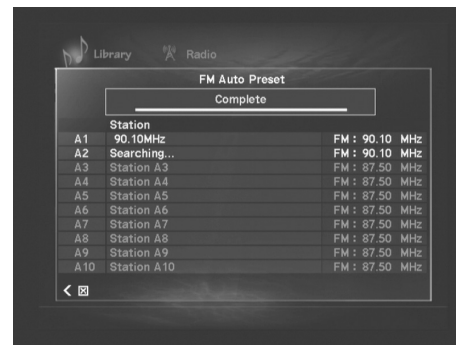 Library Radio
FM Auto Preset
Complete
Station
A1 90.10MHz FM : 90.10 MHz
A2 Searching... FM : 90.10 MHz
A3 Station A3 FM : 87.50 MHz
A4 Station A4 FM : 87.50 MHz
A5 Station A5 FM : 87.50 MHz
A6 Station A6 FM : 87.50 MHz
A7 Station A7 FM : 87.50 MHz
A8 Station A8 FM : 87.50 MHz
A9 Station A9 FM : 87.50 MHz
A10 Station A10 FM : 87.50 MHz